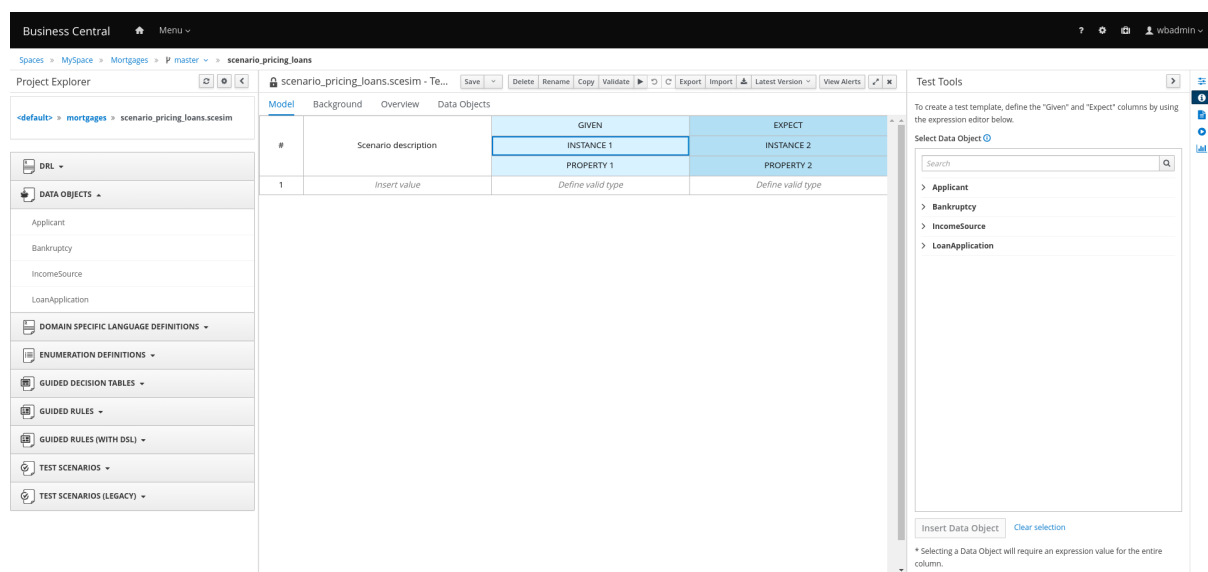 Business Central Menu ? wbadmin
Spaces » MySpace » Mortgages » master » scenario_pricing_loans
Project Explorer
<default> » mortgages » scenario_pricing_loans.scesim
DRL
DATA OBJECTS
Applicant
Bankruptcy
IncomeSource
LoanApplication
DOMAIN SPECIFIC LANGUAGE DEFINITIONS
ENUMERATION DEFINITIONS
GUIDED DECISION TABLES
GUIDED RULES
GUIDED RULES (WITH DSL)
TEST SCENARIOS
TEST SCENARIOS (LEGACY)
scenario_pricing_loans.scesim - Te... Save Delete Rename Copy Validate Export Import Latest Version View Alerts
Model Background Overview Data Objects
# Scenario description GIVEN EXPECT
INSTANCE 1 INSTANCE 2
PROPERTY 1 PROPERTY 2
1 Insert value Define valid type Define valid type
Test Tools
To create a test template, define the "Given" and "Expect" columns by using
the expression editor below.
Select Data Object
Search
> Applicant
> Bankruptcy
> IncomeSource
> LoanApplication
Insert Data Object Clear selection
* Selecting a Data Object will require an expression value for the entire
column.